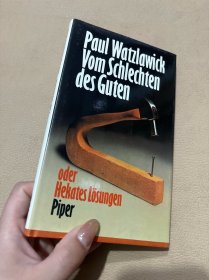 Paul Watzlawick
Vom Schlechten
des Guten
oder
Hekates Lösungen
Piper